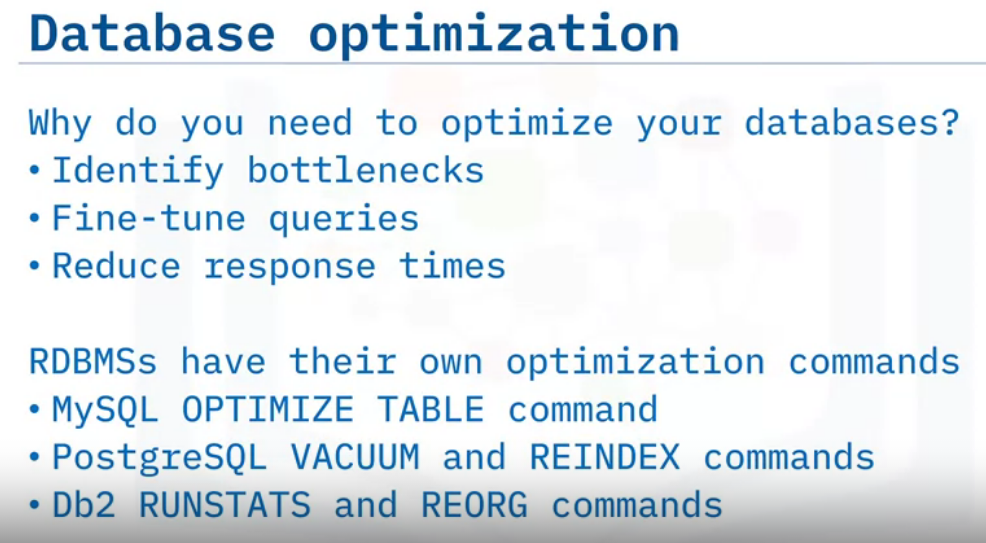 Database optimization
Why do you need to optimize your databases?
• Identify bottlenecks
• Fine-tune queries
• Reduce response times
RDBMSs have their own optimization commands
• MySQL OPTIMIZE TABLE command
• PostgreSQL VACUUM and REINDEX commands
• Db2 RUNSTATS and REORG commands